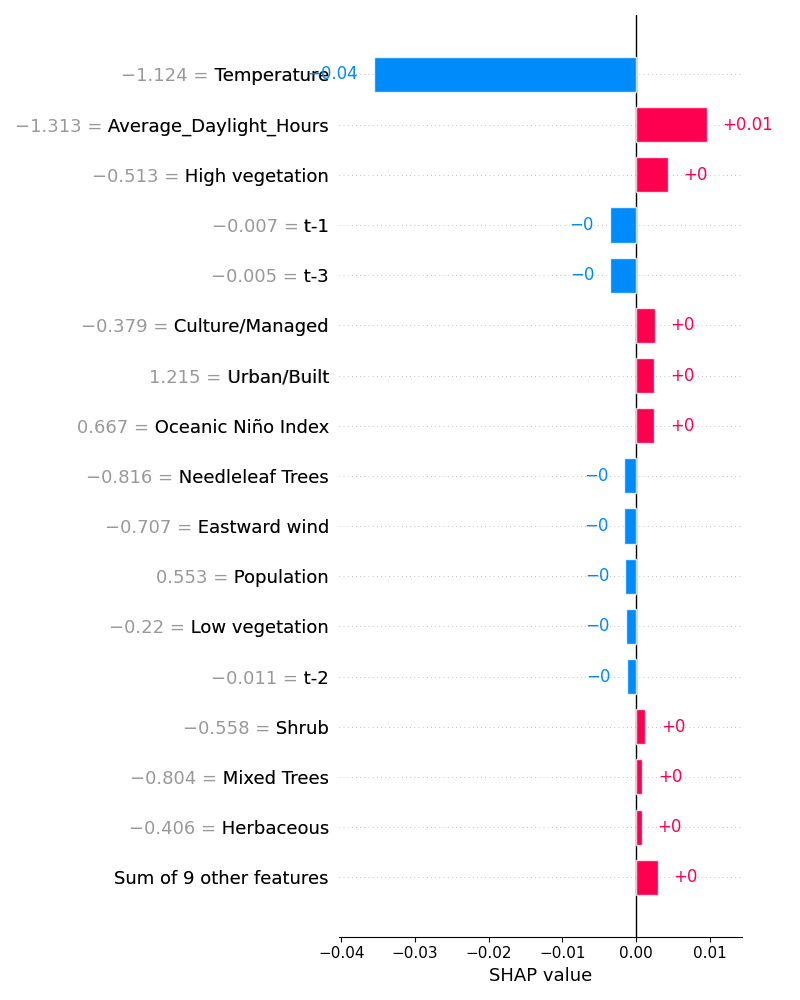 −1.124 = Temperature −0.04
−1.313 = Average_Daylight_Hours +0.01
−0.513 = High vegetation +0
−0.007 = t-1 −0
−0.005 = t-3 −0
−0.379 = Culture/Managed +0
1.215 = Urban/Built +0
0.667 = Oceanic Niño Index +0
−0.816 = Needleleaf Trees −0
−0.707 = Eastward wind −0
0.553 = Population −0
−0.22 = Low vegetation −0
−0.011 = t-2 −0
−0.558 = Shrub +0
−0.804 = Mixed Trees +0
−0.406 = Herbaceous +0
Sum of 9 other features +0
−0.04 −0.03 −0.02 −0.01 0.00 0.01
SHAP value